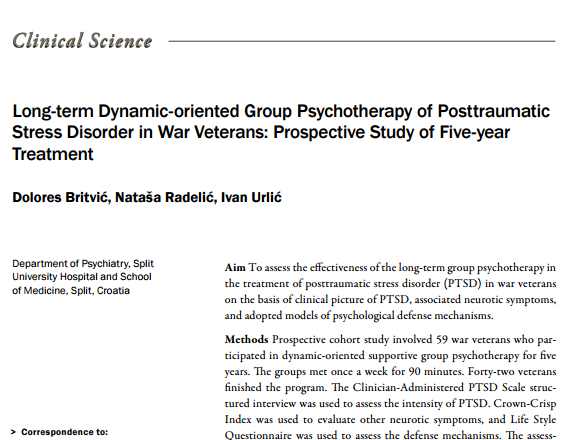 Clinical Science
Long-term Dynamic-oriented Group Psychotherapy of Posttraumatic
Stress Disorder in War Veterans: Prospective Study of Five-year
Treatment
Dolores Britvić, Nataša Radelić, Ivan Urlić
Department of Psychiatry, Split
University Hospital and School
of Medicine, Split, Croatia
> Correspondence to:
Aim To assess the effectiveness of the long-term group psychotherapy in
the treatment of posttraumatic stress disorder (PTSD) in war veterans
on the basis of clinical picture of PTSD, associated neurotic symptoms,
and adopted models of psychological defense mechanisms.
Methods Prospective cohort study involved 59 war veterans who par-
ticipated in dynamic-oriented supportive group psychotherapy for five
years. The groups met once a week for 90 minutes. Forty-two veterans
finished the program. The Clinician-Administered PTSD Scale struc-
tured interview was used to assess the intensity of PTSD. Crown-Crisp
Index was used to evaluate other neurotic symptoms, and Life Style
Questionnaire was used to assess the defense mechanisms. The assess-